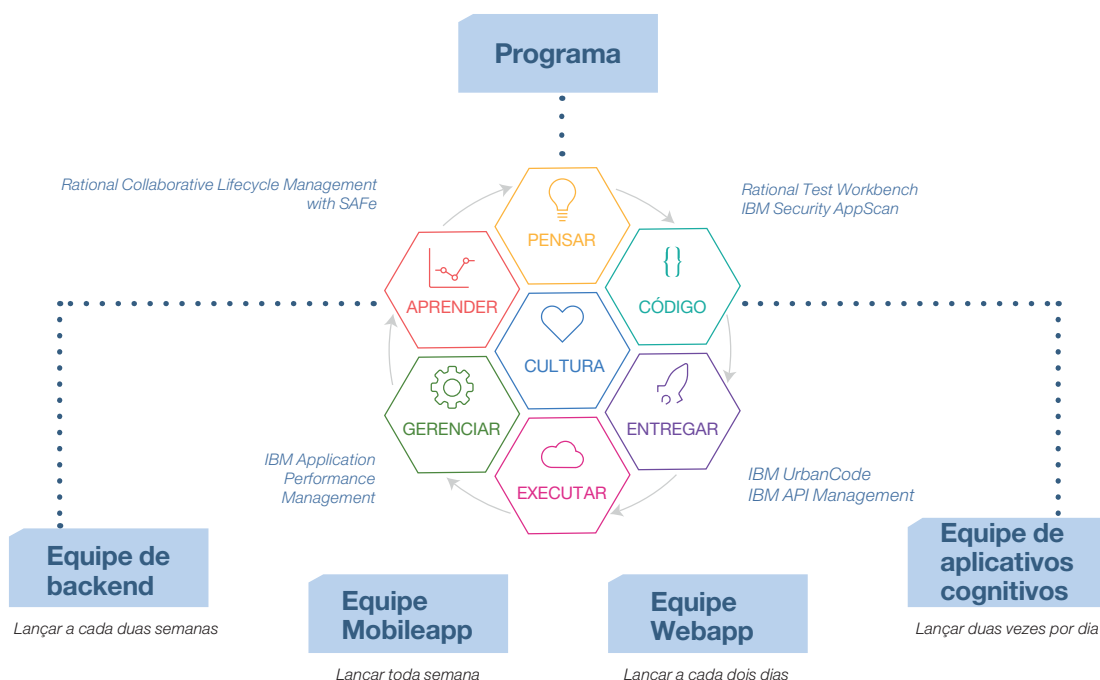 Programa
Rational Collaborative Lifecycle Management
with SAFe
Rational Test Workbench
IBM Security AppScan
PENSAR
APRENDER
CÓDIGO
CULTURA
GERENCIAR
ENTREGAR
EXECUTAR
IBM Application
Performance
Management
IBM UrbanCode
IBM API Management
Equipe de
backend
Lançar a cada duas semanas
Equipe
Mobileapp
Lançar toda semana
Equipe
Webapp
Lançar a cada dois dias
Equipe de
aplicativos
cognitivos
Lançar duas vezes por dia